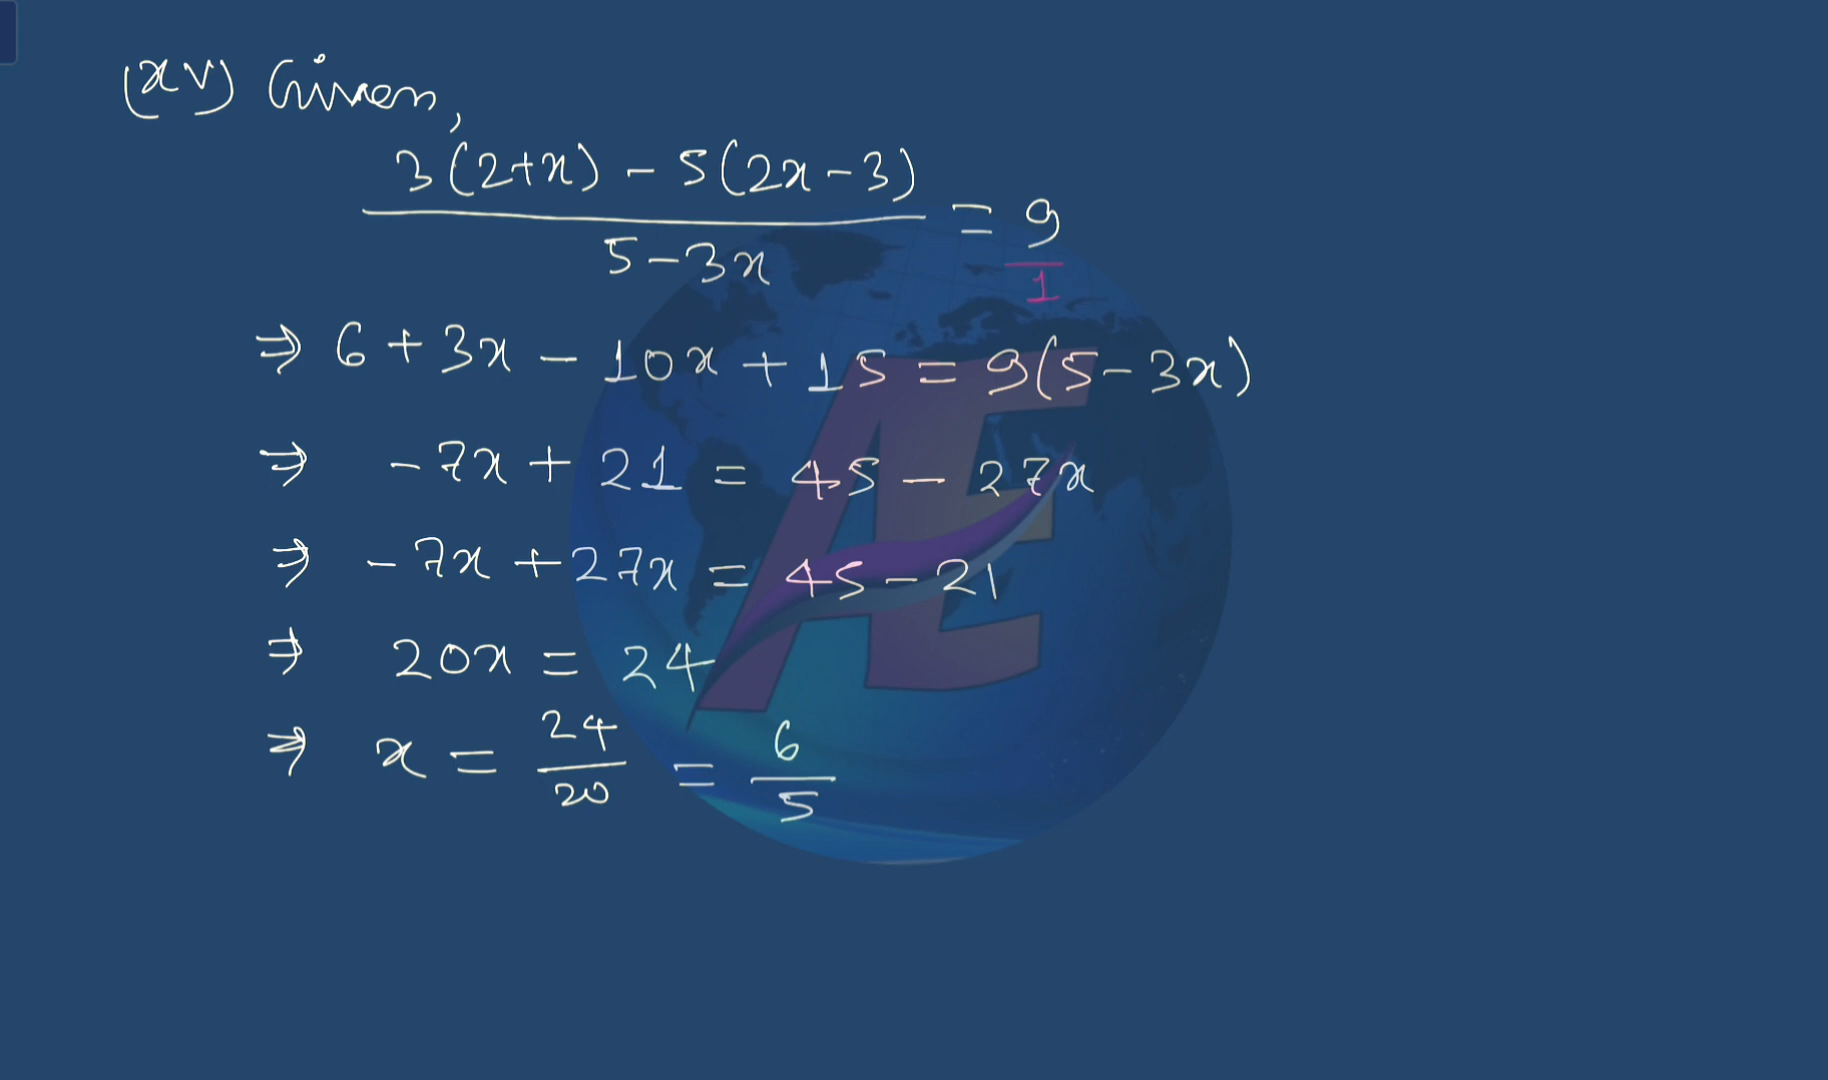 (xv) Given,
3(2+x) - 5(2x-3)
= 9
5-3x
1
⇒ 6 + 3x - 10x + 15 = 9(5-3x)
⇒ -7x + 21 = 45 - 27x
⇒ -7x + 27x = 45 - 21
⇒ 20x = 24
⇒ x = 24/20 = 6/5
AE